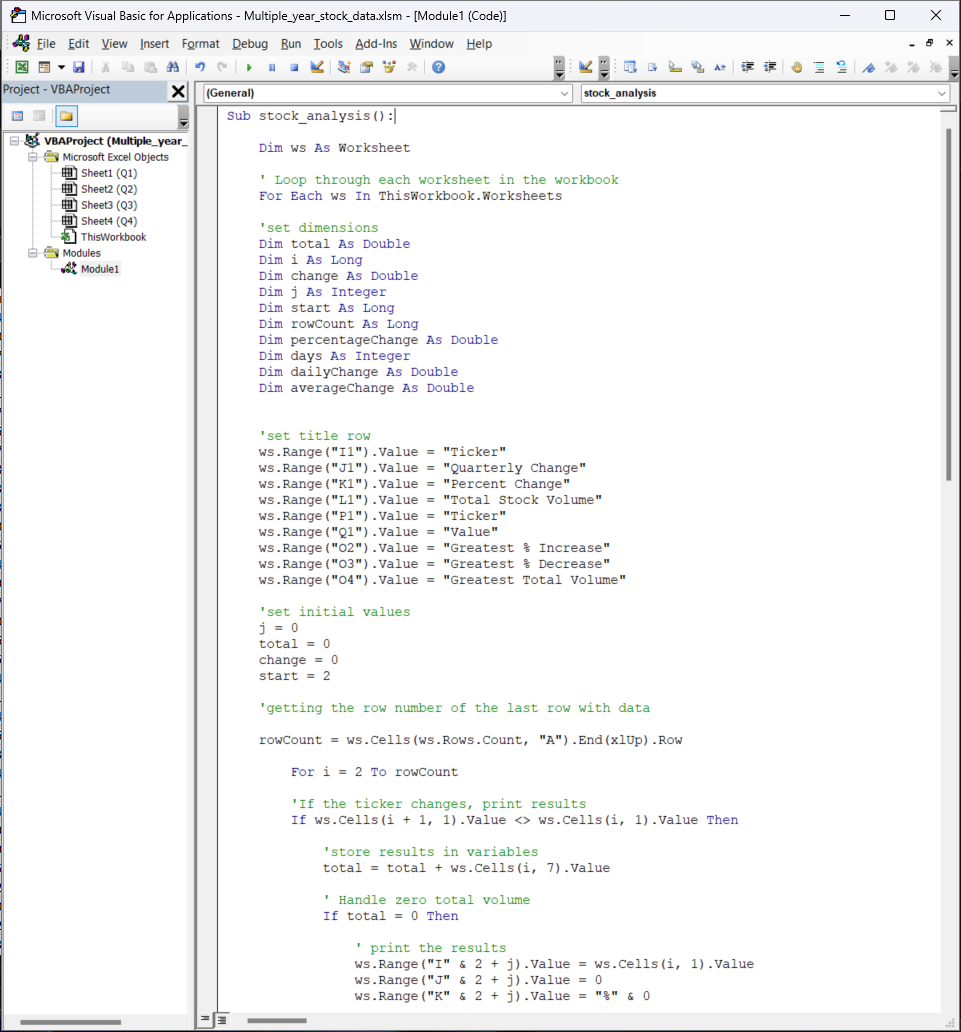 Microsoft Visual Basic for Applications - Multiple_year_stock_data.xlsm - [Module1 (Code)]
File Edit View Insert Format Debug Run Tools Add-Ins Window Help
Project - VBAProject
VBAProject (Multiple_year_
Microsoft Excel Objects
Sheet1 (Q1)
Sheet2 (Q2)
Sheet3 (Q3)
Sheet4 (Q4)
ThisWorkbook
Modules
Module1
(General) stock_analysis
Sub stock_analysis():
Dim ws As Worksheet
' Loop through each worksheet in the workbook
For Each ws In ThisWorkbook.Worksheets
'set dimensions
Dim total As Double
Dim i As Long
Dim change As Double
Dim j As Integer
Dim start As Long
Dim rowCount As Long
Dim percentageChange As Double
Dim days As Integer
Dim dailyChange As Double
Dim averageChange As Double
'set title row
ws.Range("I1").Value = "Ticker"
ws.Range("J1").Value = "Quarterly Change"
ws.Range("K1").Value = "Percent Change"
ws.Range("L1").Value = "Total Stock Volume"
ws.Range("P1").Value = "Ticker"
ws.Range("Q1").Value = "Value"
ws.Range("O2").Value = "Greatest % Increase"
ws.Range("O3").Value = "Greatest % Decrease"
ws.Range("O4").Value = "Greatest Total Volume"
'set initial values
j = 0
total = 0
change = 0
start = 2
'getting the row number of the last row with data
rowCount = ws.Cells(ws.Rows.Count, "A").End(xlUp).Row
For i = 2 To rowCount
'If the ticker changes, print results
If ws.Cells(i + 1, 1).Value <> ws.Cells(i, 1).Value Then
'store results in variables
total = total + ws.Cells(i, 7).Value
' Handle zero total volume
If total = 0 Then
' print the results
ws.Range("I" & 2 + j).Value = ws.Cells(i, 1).Value
ws.Range("J" & 2 + j).Value = 0
ws.Range("K" & 2 + j).Value = "%" & 0